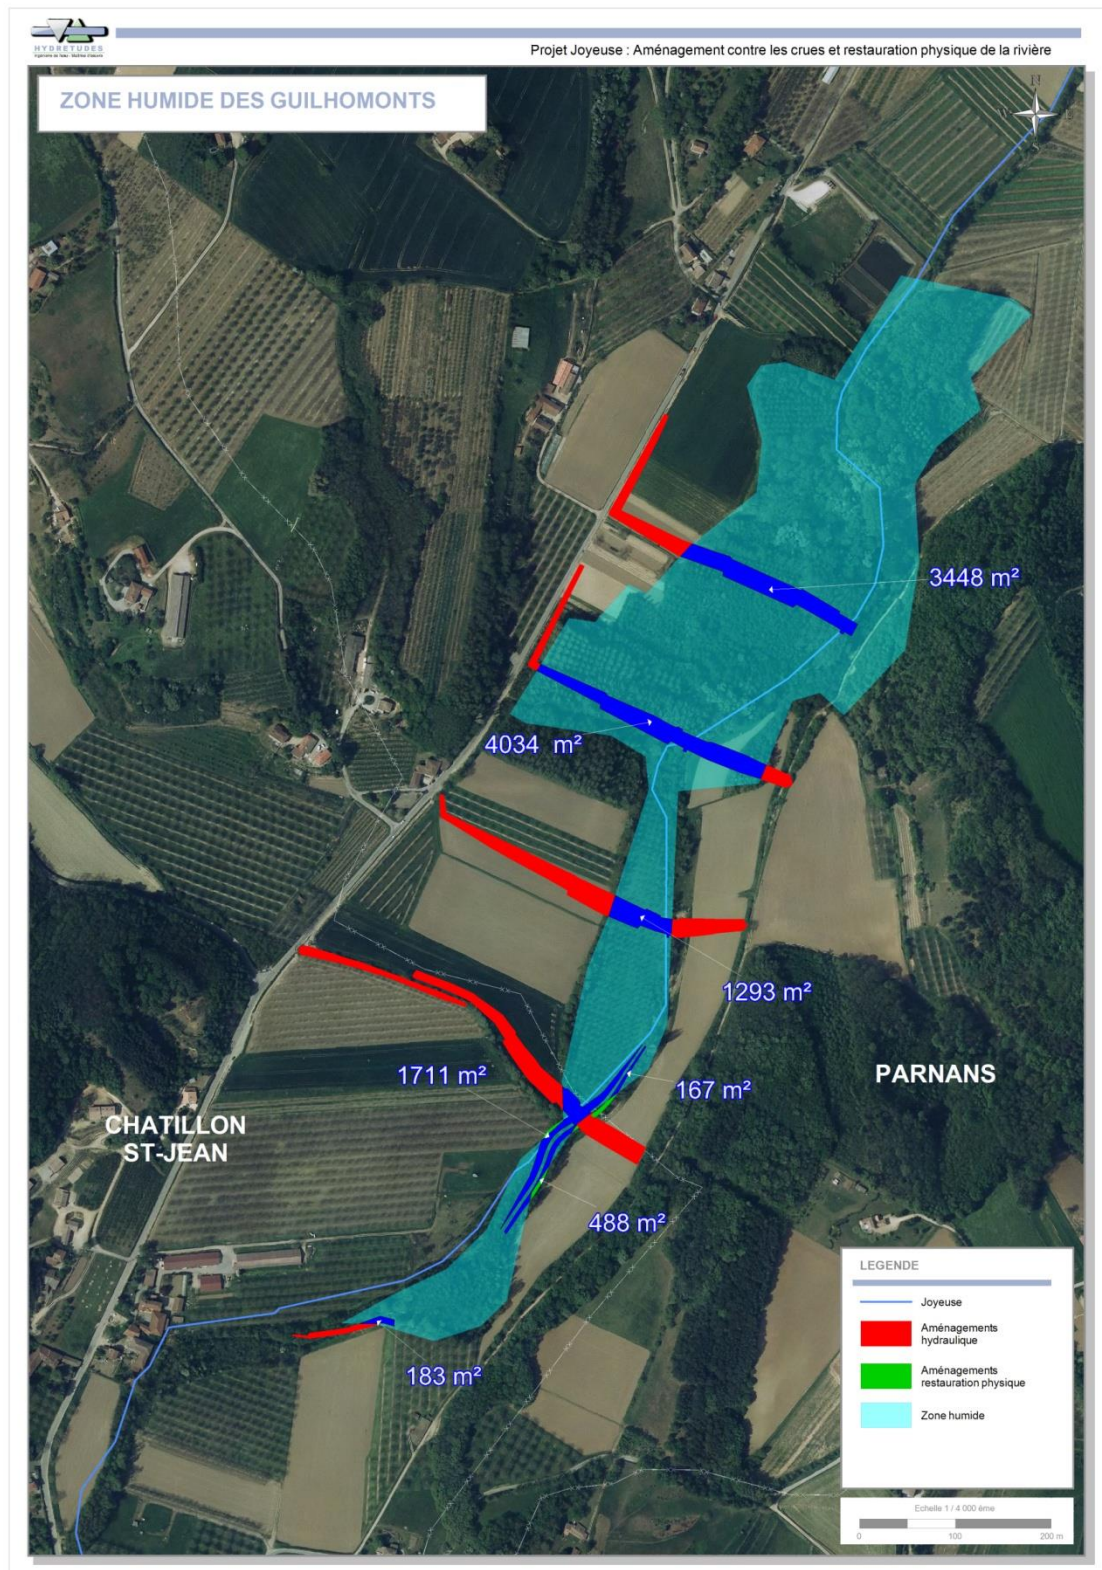 HYDRETUDES
Projet Joyeuse : Aménagement contre les crues et restauration physique de la rivière
ZONE HUMIDE DES GUILHOMONTS
N
3448 m²
4034 m²
1293 m²
1711 m²
167 m²
PARNANS
CHATILLON
ST-JEAN
488 m²
183 m²
LEGENDE
Joyeuse
Aménagements
hydraulique
Aménagements
restauration physique
Zone humide
Echelle 1 / 4 000 ème
0 100 200 m